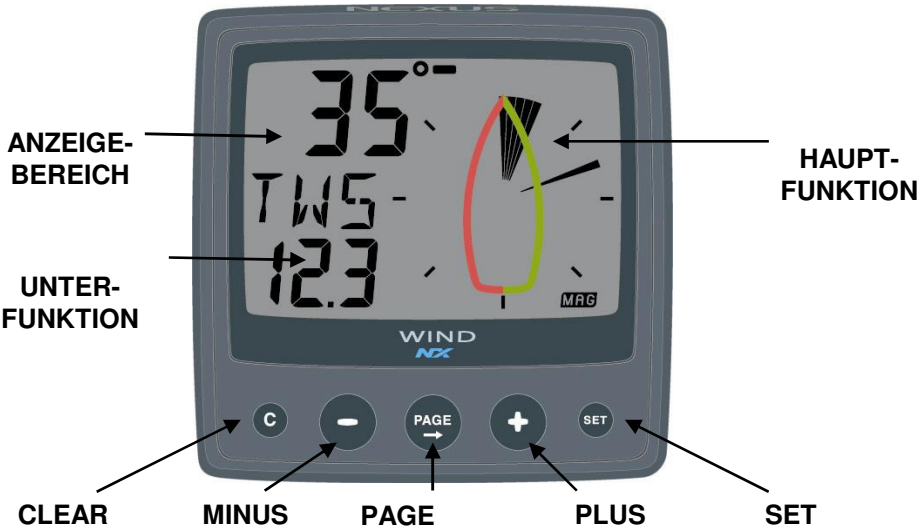 NEXUS
35°-
ANZEIGE-
BEREICH
HAUPT-
FUNKTION
TWS
12.3
UNTER-
FUNKTION
MAG
WIND
NX
C
-
PAGE
→
+
SET
CLEAR
MINUS
PAGE
PLUS
SET